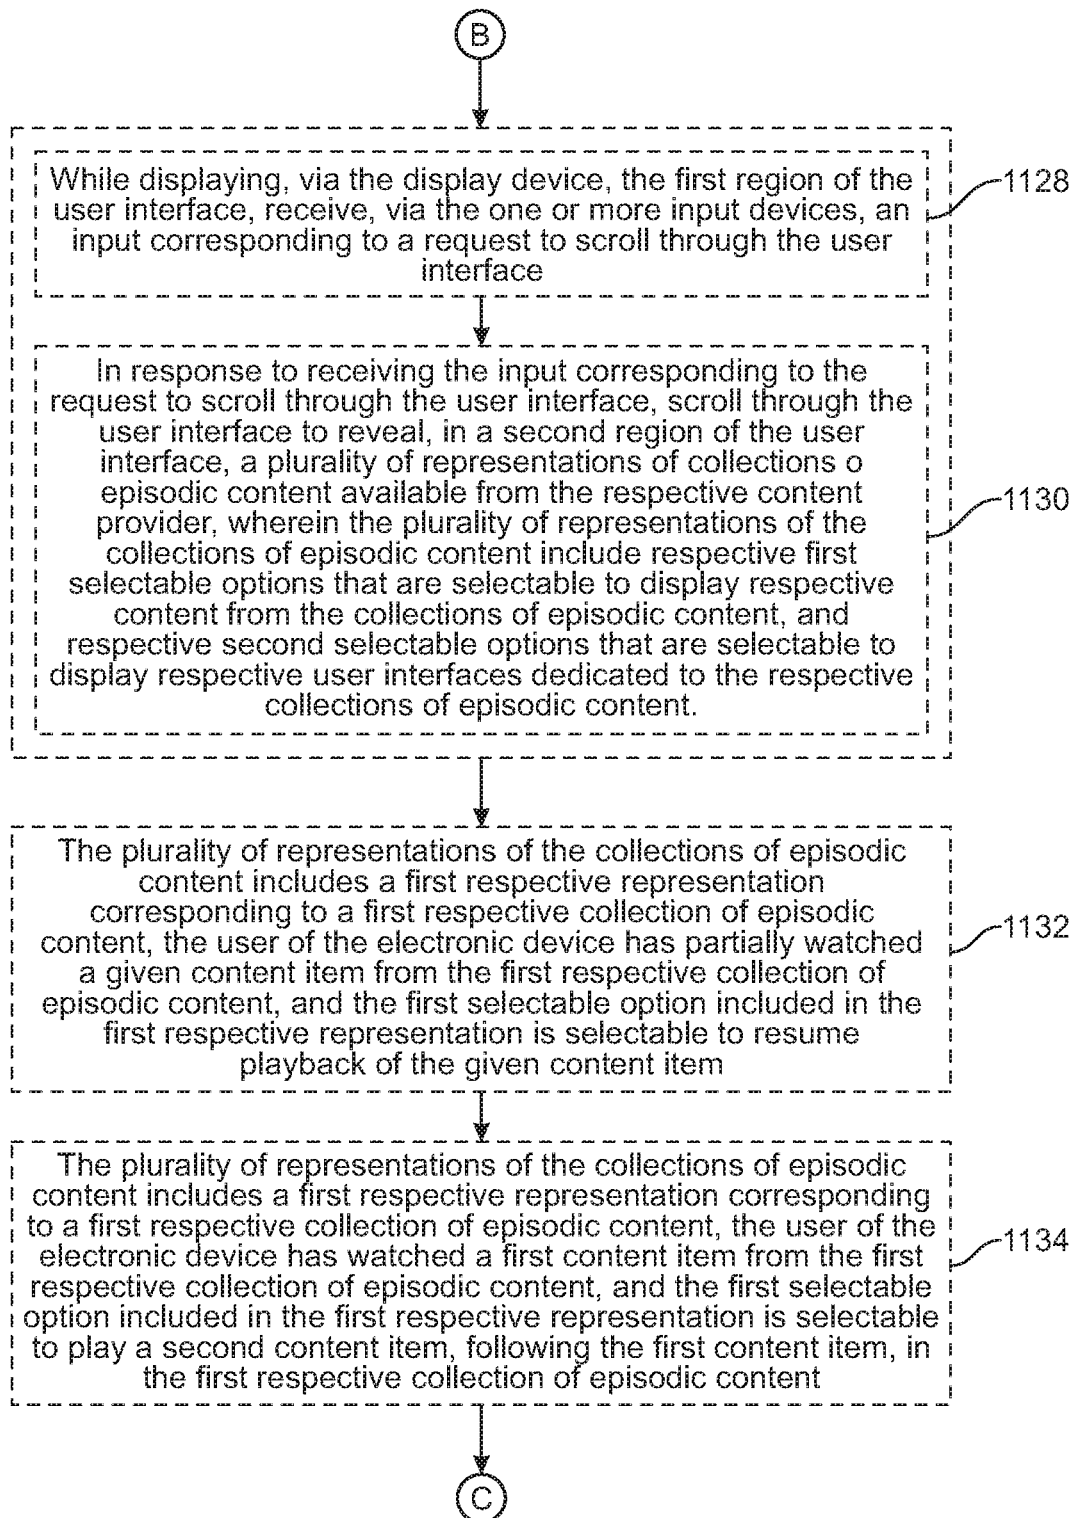 B
While displaying, via the display device, the first region of the
user interface, receive, via the one or more input devices, an
input corresponding to a request to scroll through the user
interface
1128
In response to receiving the input corresponding to the
request to scroll through the user interface, scroll through the
user interface to reveal, in a second region of the user
interface, a plurality of representations of collections o
episodic content available from the respective content
provider, wherein the plurality of representations of the
collections of episodic content include respective first
selectable options that are selectable to display respective
content from the collections of episodic content, and
respective second selectable options that are selectable to
display respective user interfaces dedicated to the respective
collections of episodic content.
1130
The plurality of representations of the collections of episodic
content includes a first respective representation
corresponding to a first respective collection of episodic
content, the user of the electronic device has partially watched
a given content item from the first respective collection of
episodic content, and the first selectable option included in the
first respective representation is selectable to resume
playback of the given content item
1132
The plurality of representations of the collections of episodic
content includes a first respective representation corresponding
to a first respective collection of episodic content, the user of the
electronic device has watched a first content item from the first
respective collection of episodic content, and the first selectable
option included in the first respective representation is selectable
to play a second content item, following the first content item, in
the first respective collection of episodic content
1134
C